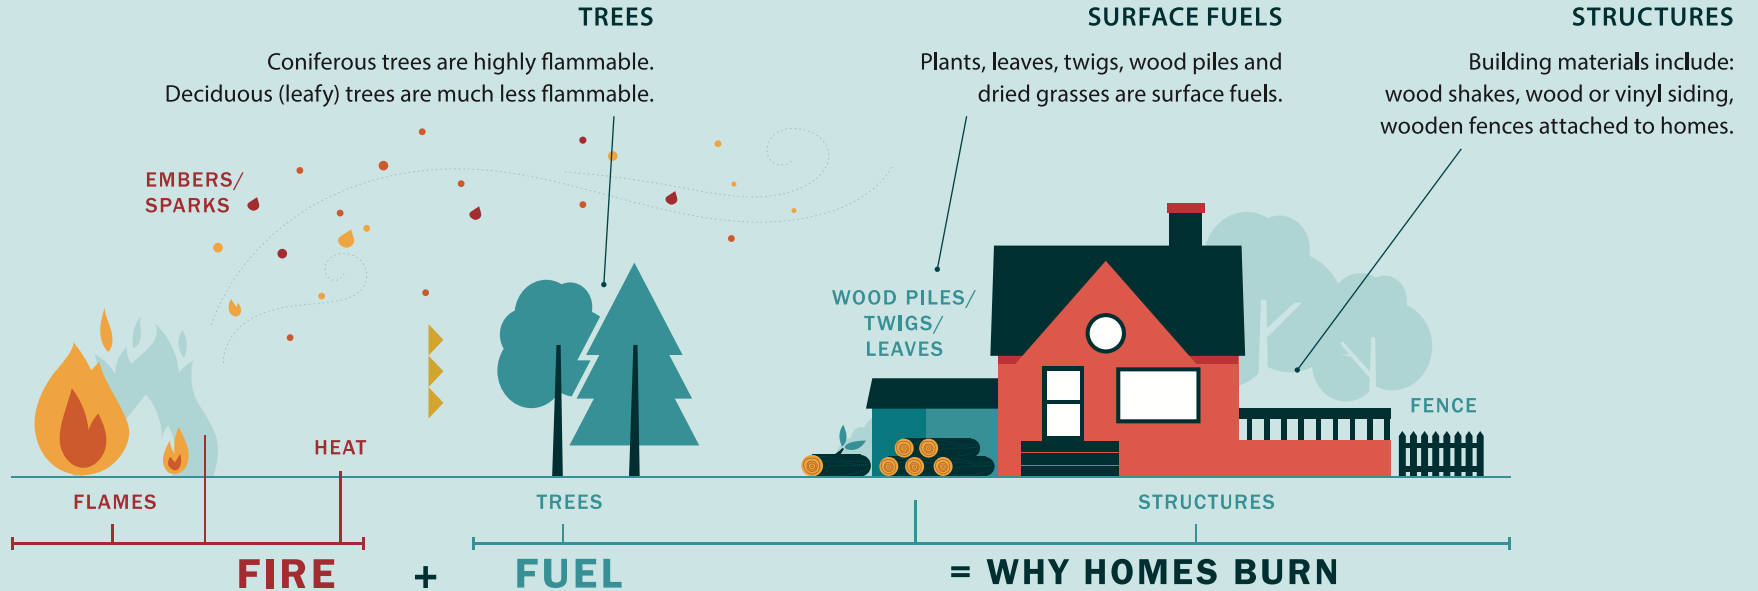 TREES
Coniferous trees are highly flammable.
Deciduous (leafy) trees are much less flammable.
SURFACE FUELS
Plants, leaves, twigs, wood piles and
dried grasses are surface fuels.
STRUCTURES
Building materials include:
wood shakes, wood or vinyl siding,
wooden fences attached to homes.
EMBERS/
SPARKS
WOOD PILES/
TWIGS/
LEAVES
FENCE
HEAT
FLAMES
TREES
STRUCTURES
FIRE + FUEL = WHY HOMES BURN